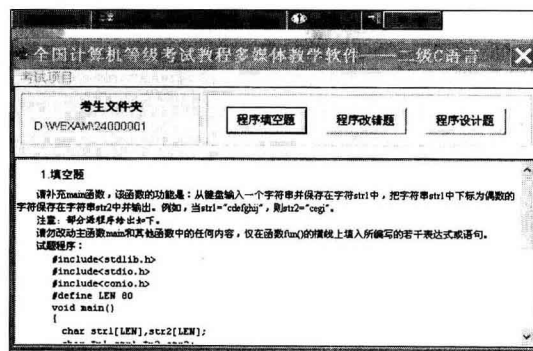 全国计算机等级考试教程多媒体教学软件——二级C语言
考试项目
考生文件夹
D:\WEXAM\24000001
程序填空题
程序改错题
程序设计题
1.填空题
请补充main函数，该函数的功能是：从键盘输入一个字符串并保存在字符str1中，把字符串str1中下标为偶数的
字符保存在字符串str2中并输出。例如，当str1="cdefghij"，则str2="cegi"。
注意：部分源程序给出如下。
请勿改动主函数main和其他函数中的任何内容，仅在函数fun()的横线上填入所编写的若干表达式或语句。
试题程序：
#include<stdlib.h>
#include<stdio.h>
#include<conio.h>
#define LEN 80
void main()
{
char str1[LEN],str2[LEN];